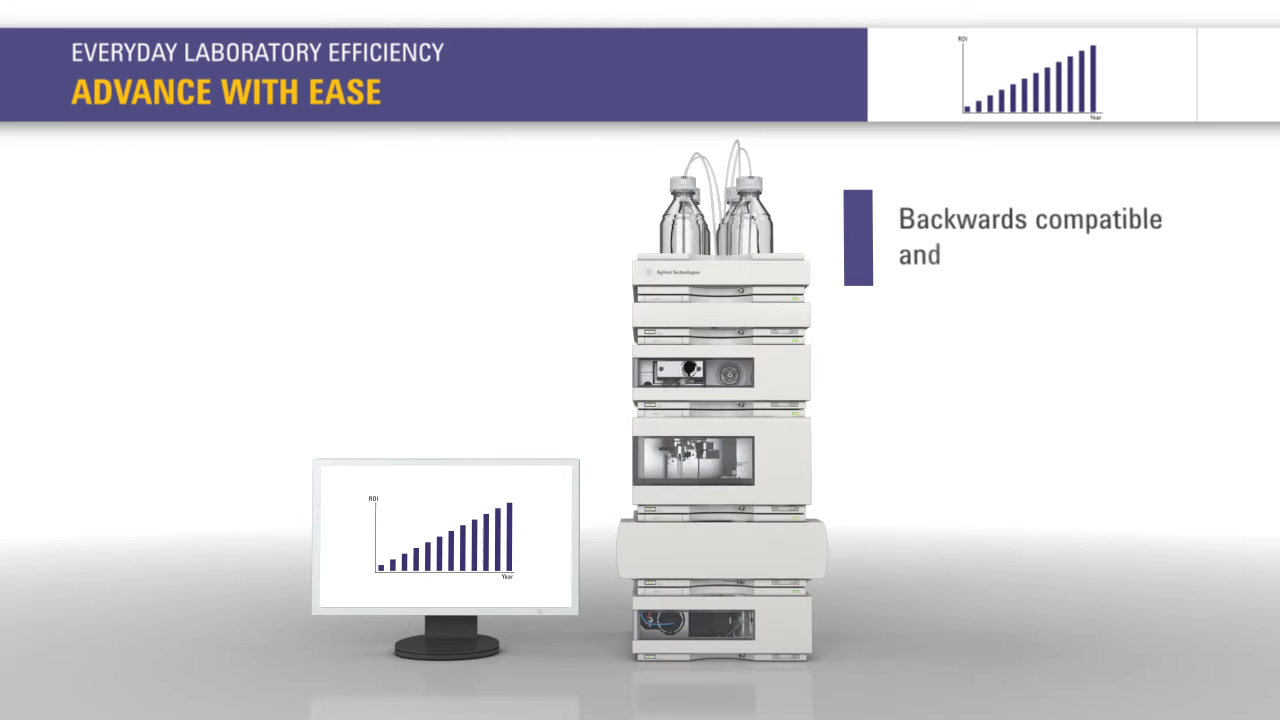 EVERYDAY LABORATORY EFFICIENCY
ADVANCE WITH EASE
ROI
Year
Backwards compatible
and
Agilent Technologies
ROI
Year